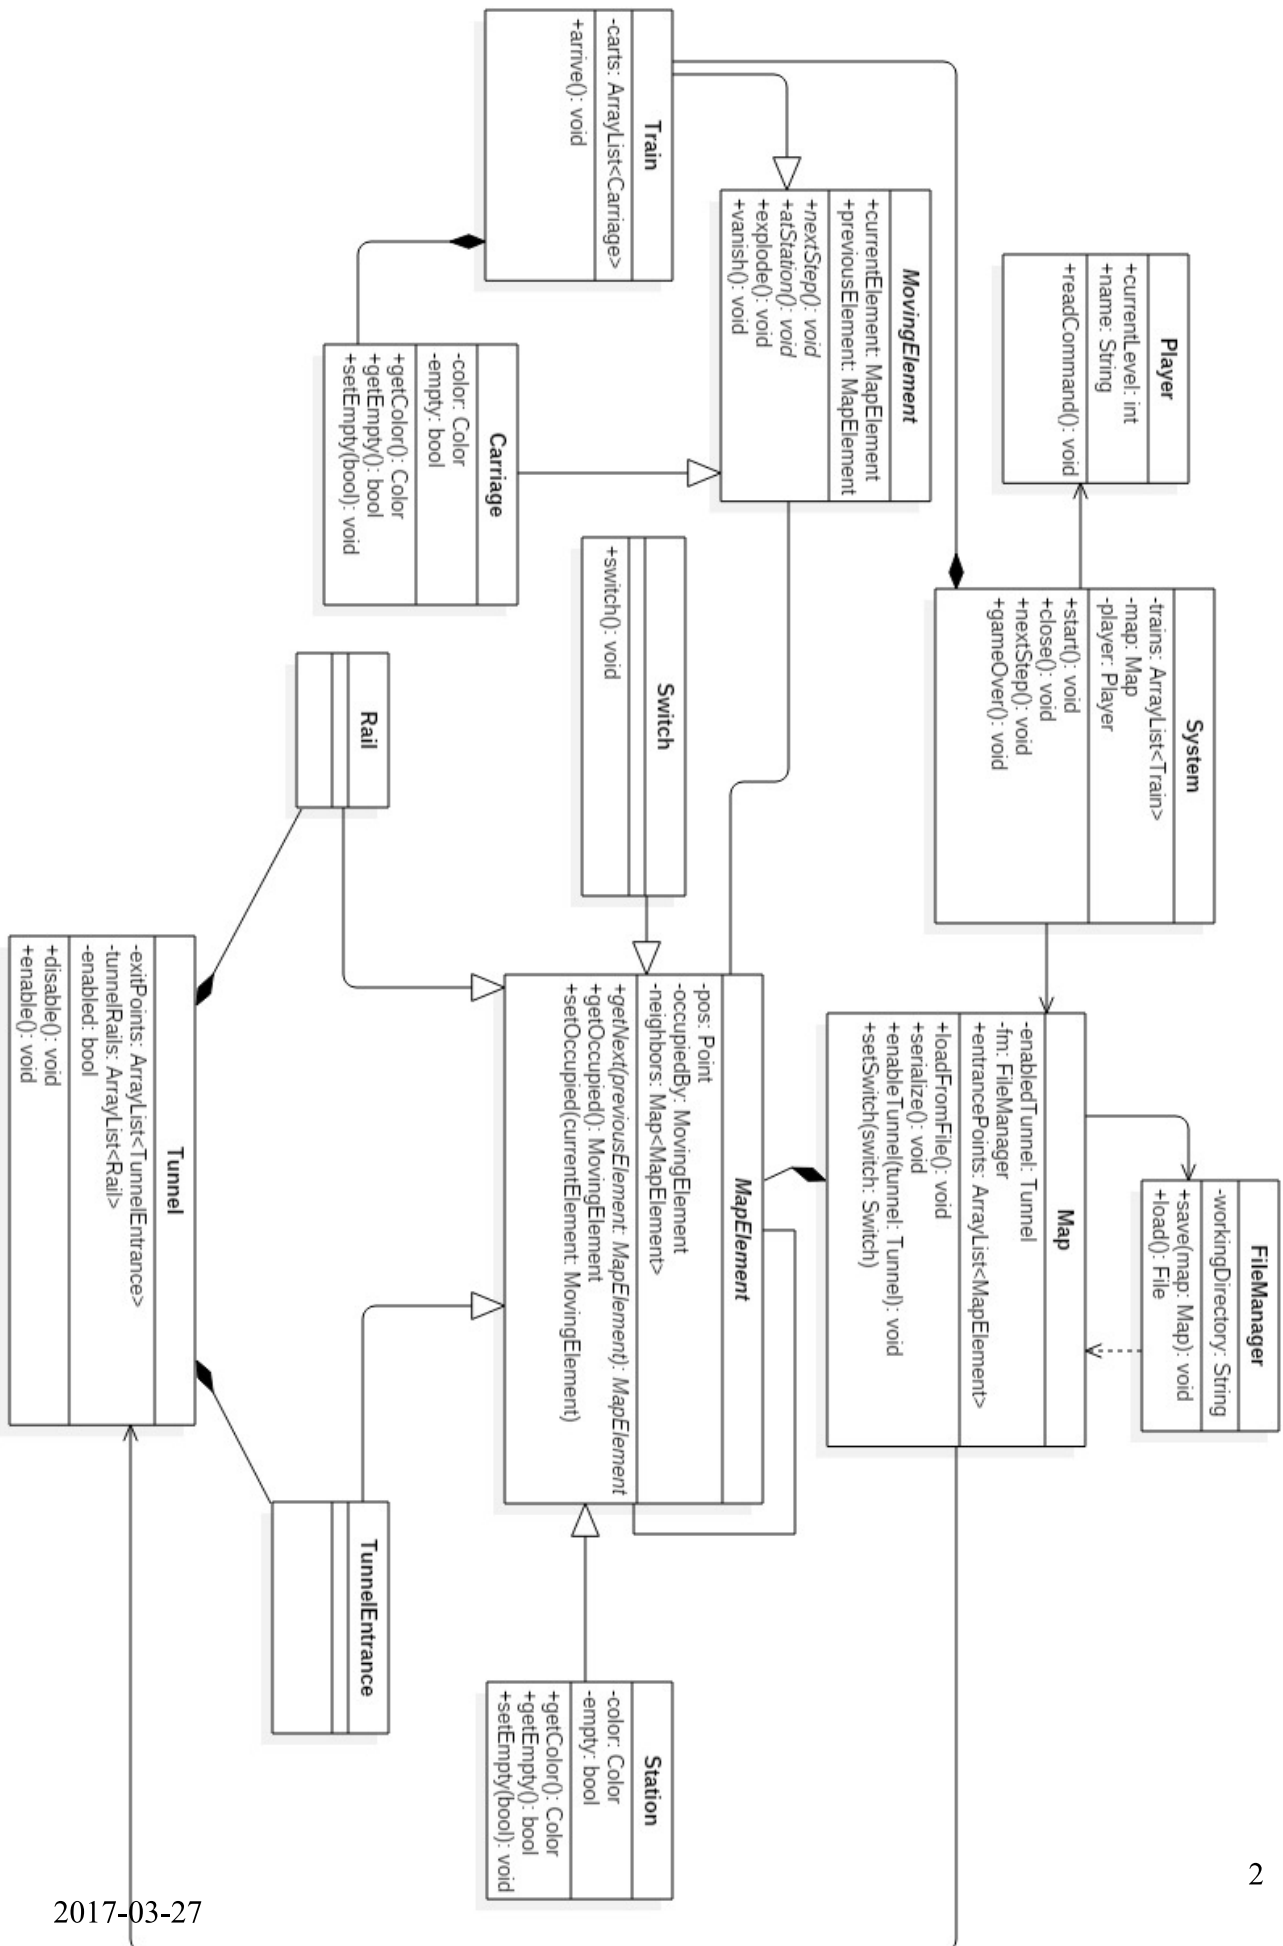 Player
+currentLevel: int
+name: String
+readCommand(): void
System
-trains: ArrayList<Train>
-map: Map
-player: Player
+start(): void
+close(): void
+nextStep(): void
+gameOver(): void
FileManager
-workingDirectory: String
+save(map: Map): void
+load(): File
Map
-enabledTunnel: Tunnel
-fm: FileManager
+entrancePoints: ArrayList<MapElement>
+loadFromFile(): void
+serialize(): void
+enableTunnel(tunnel: Tunnel): void
+setSwitch(switch: Switch)
MovingElement
+currentElement: MapElement
+previousElement: MapElement
+nextStep(): void
+atStation(): void
+explode(): void
+vanish(): void
Train
-carts: ArrayList<Carriage>
+arrive(): void
Carriage
-color: Color
-empty: bool
+getColor(): Color
+getEmpty(): bool
+setEmpty(bool): void
Switch
+switch(): void
MapElement
-pos: Point
-occupiedBy: MovingElement
-neighbors: Map<MapElement>
+getNext(previousElement: MapElement): MapElement
+getOccupied(): MovingElement
+setOccupied(currentElement: MovingElement)
Station
-color: Color
-empty: bool
+getColor(): Color
+getEmpty(): bool
+setEmpty(bool): void
Rail
TunnelEntrance
Tunnel
-exitPoints: ArrayList<TunnelEntrance>
-tunnelRails: ArrayList<Rail>
-enabled: bool
+disable(): void
+enable(): void
2
2017-03-27